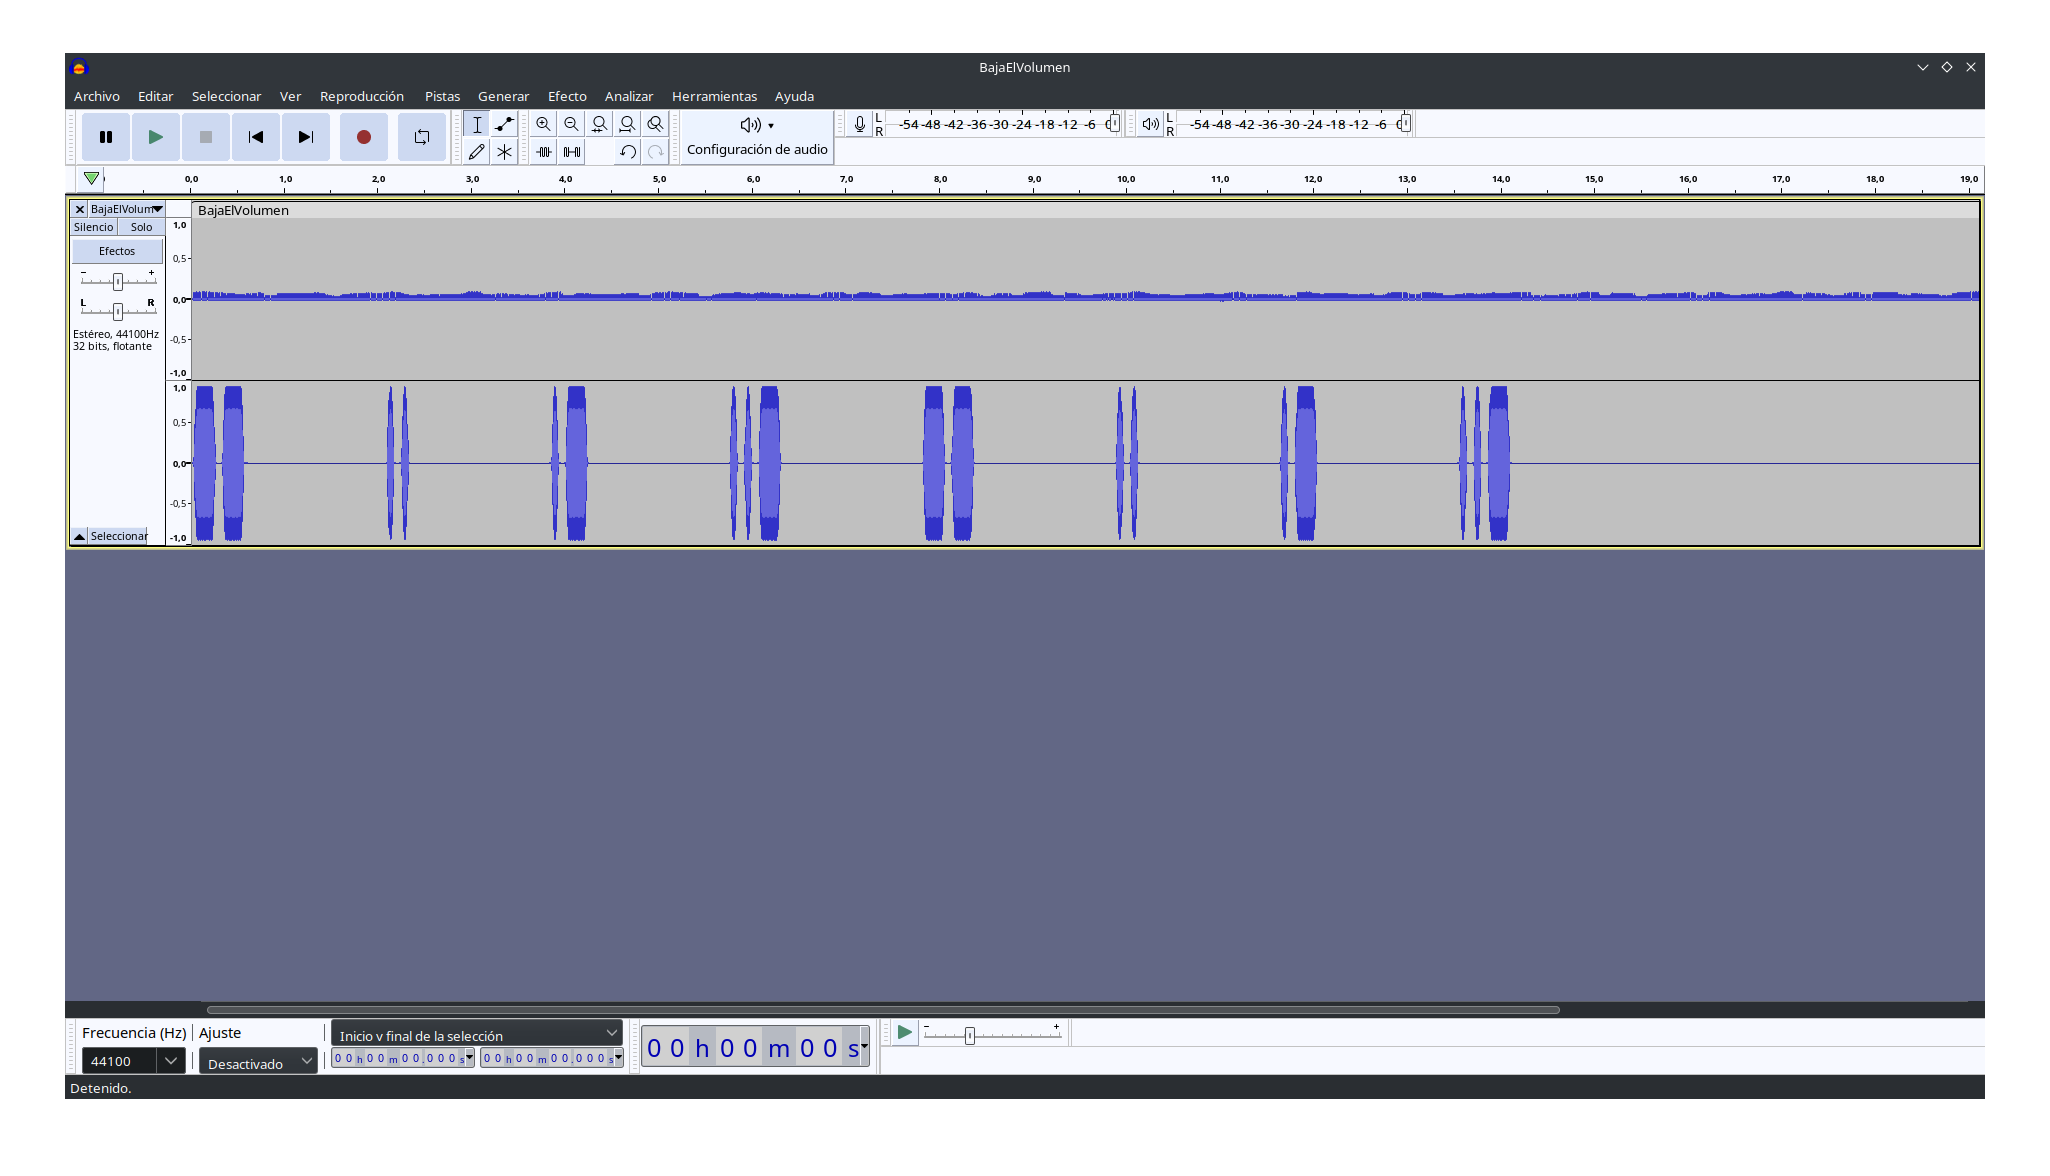 BajaElVolumen
Archivo Editar Seleccionar Ver Reproducción Pistas Generar Efecto Analizar Herramientas Ayuda
L
R
-54 -48 -42 -36 -30 -24 -18 -12 -6
L
R
-54 -48 -42 -36 -30 -24 -18 -12 -6
Configuración de audio
0,0 1,0 2,0 3,0 4,0 5,0 6,0 7,0 8,0 9,0 10,0 11,0 12,0 13,0 14,0 15,0 16,0 17,0 18,0 19,0
BajaElVolum
BajaElVolumen
Silencio Solo
Efectos
- +
L R
Estéreo, 44100Hz
32 bits, flotante
Seleccionar
1,0
0,5
0,0
-0,5
-1,0
1,0
0,5
0,0
-0,5
-1,0
Frecuencia (Hz) Ajuste
44100 Desactivado
Inicio y final de la selección
0 0 h 0 0 m 0 0 . 0 0 0 s 0 0 h 0 0 m 0 0 . 0 0 0 s
0 0 h 0 0 m 0 0 s
- +
Detenido.